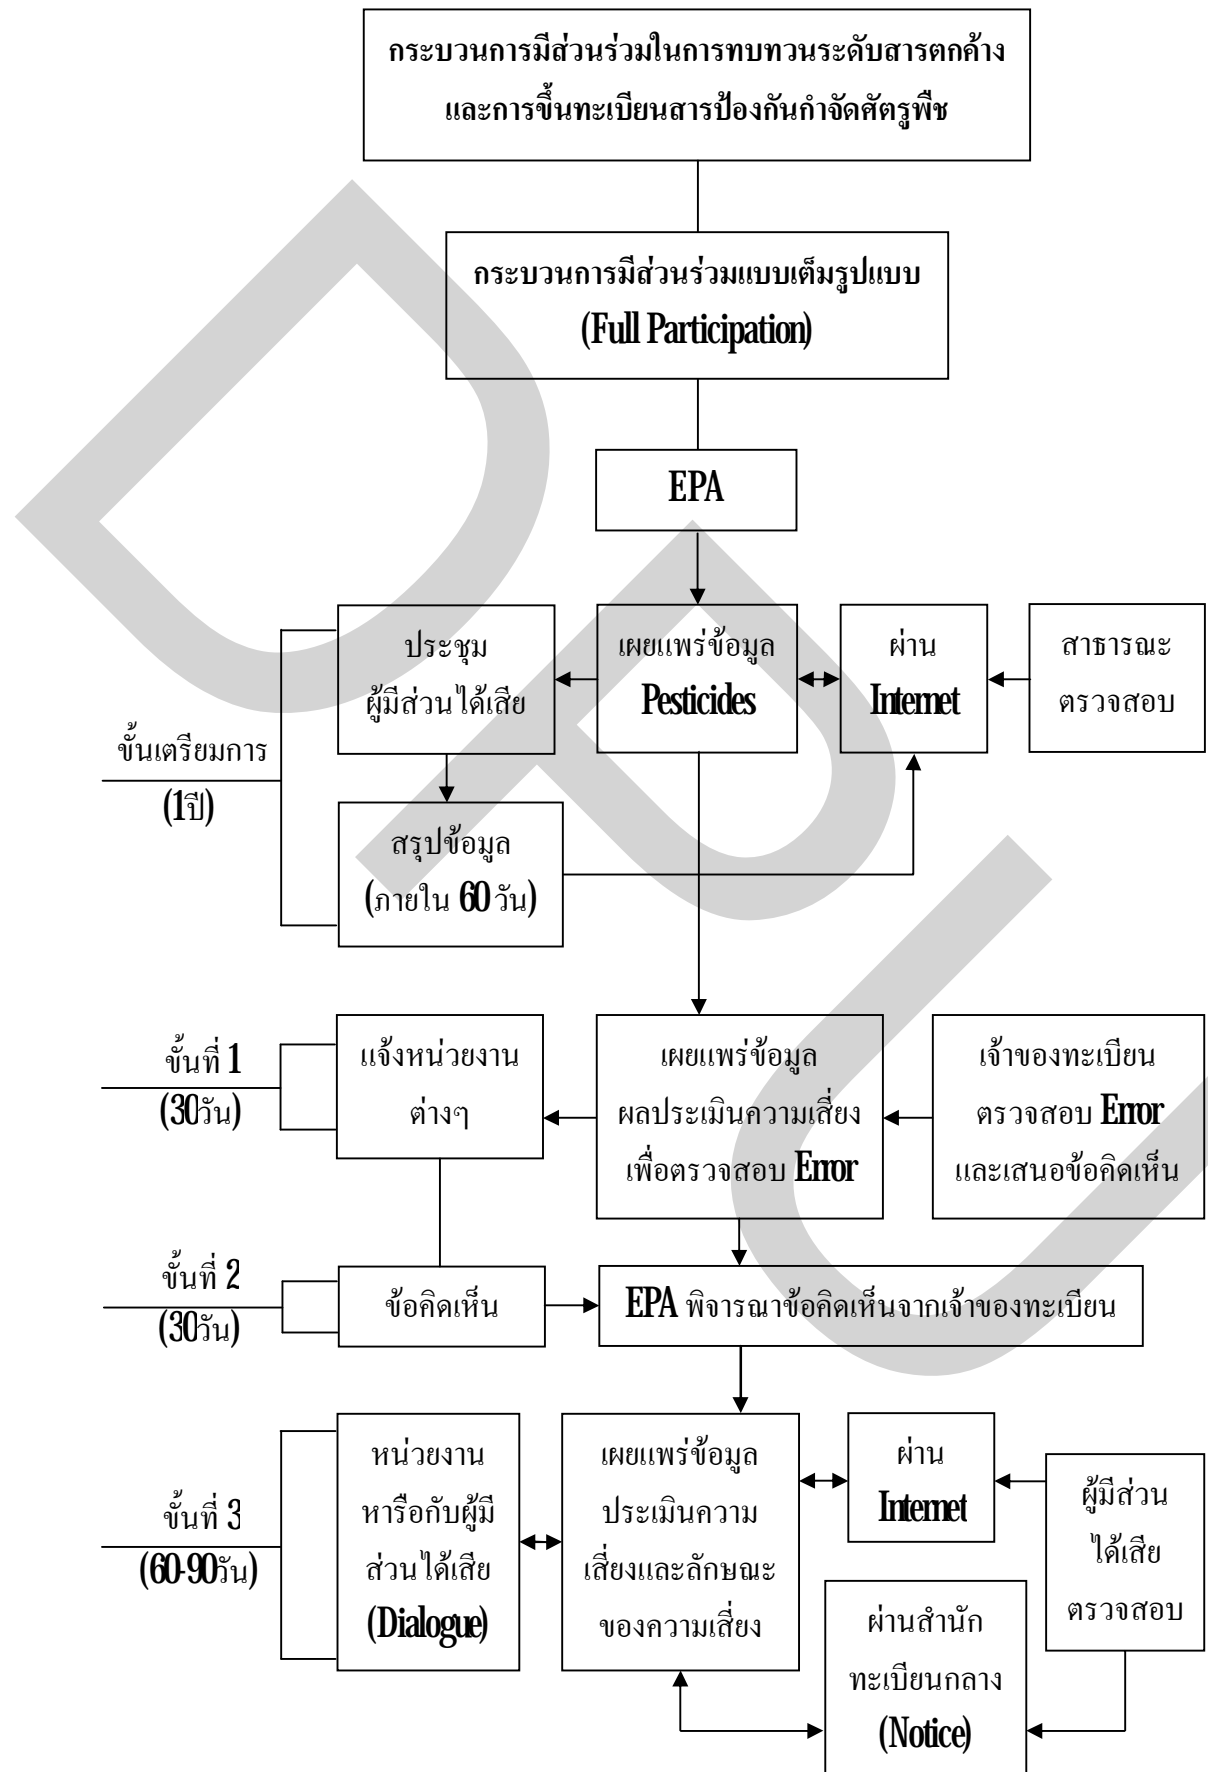 กระบวนการมีส่วนร่วมในการทบทวนระดับสารตกค้าง
และการขึ้นทะเบียนสารป้องกันกำจัดศัตรูพืช
กระบวนการมีส่วนร่วมแบบเต็มรูปแบบ
(Full Participation)
EPA
ประชุม
ผู้มีส่วนได้เสีย
เผยแพร่ข้อมูล
Pesticides
ผ่าน
Internet
สาธารณะ
ตรวจสอบ
ขั้นเตรียมการ
(1ปี)
สรุปข้อมูล
(ภายใน 60 วัน)
ขั้นที่ 1
(30วัน)
แจ้งหน่วยงาน
ต่างๆ
เผยแพร่ข้อมูล
ผลประเมินความเสี่ยง
เพื่อตรวจสอบ Error
เจ้าของทะเบียน
ตรวจสอบ Error
และเสนอข้อคิดเห็น
ขั้นที่ 2
(30วัน)
ข้อคิดเห็น
EPA พิจารณาข้อคิดเห็นจากเจ้าของทะเบียน
ขั้นที่ 3
(60-90วัน)
หน่วยงาน
หารือกับผู้มี
ส่วนได้เสีย
(Dialogue)
เผยแพร่ข้อมูล
ประเมินความ
เสี่ยงและลักษณะ
ของความเสี่ยง
ผ่าน
Internet
ผู้มีส่วน
ได้เสีย
ตรวจสอบ
ผ่านสำนัก
ทะเบียนกลาง
(Notice)
DPU